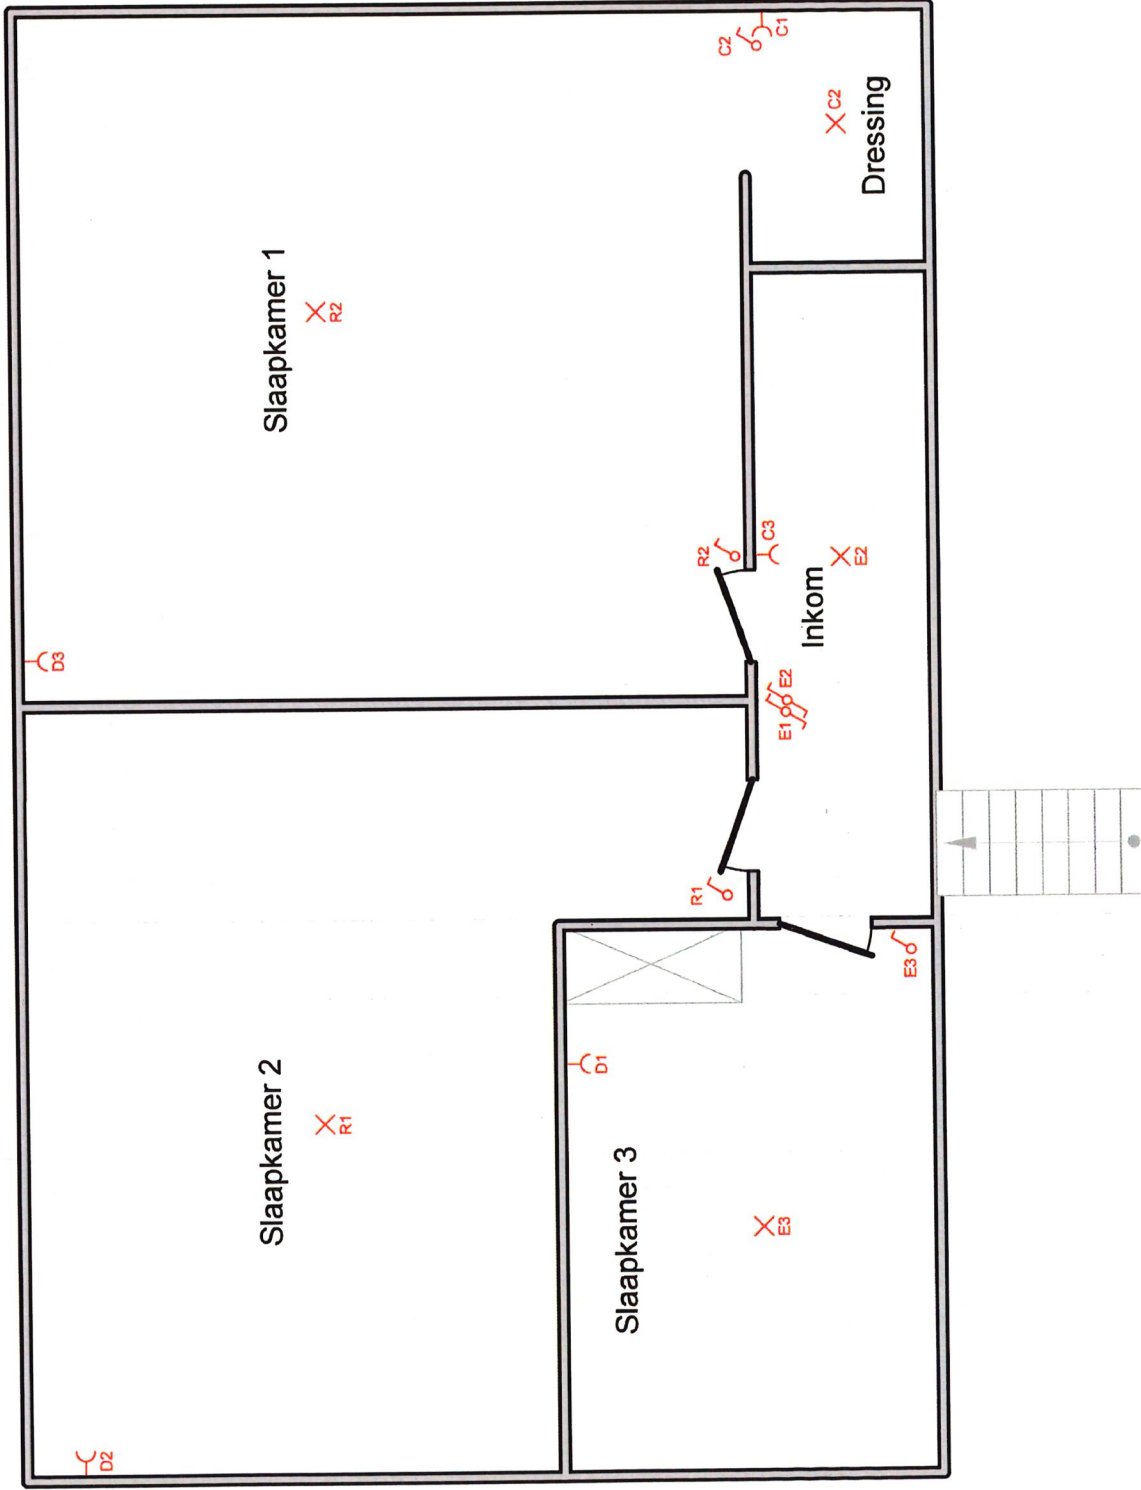 Slaapkamer 1
Slaapkamer 2
Slaapkamer 3
Inkom
Dressing
D2
D3
R1
R2
D1
E3
R1
E1
E2
R2
C3
E2
E3
C2
C1
C2